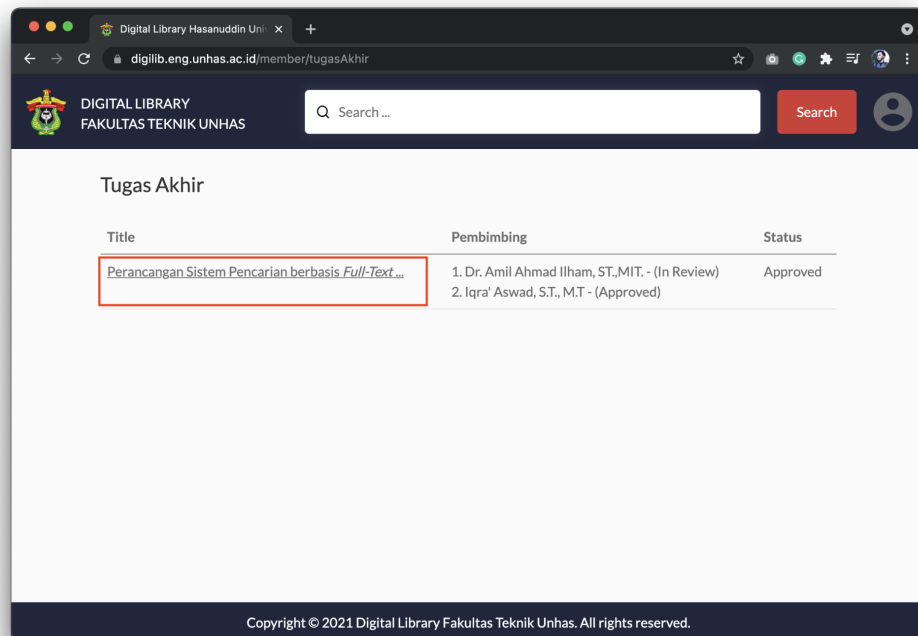 Digital Library Hasanuddin Uni
digilib.eng.unhas.ac.id/member/tugasAkhir
DIGITAL LIBRARY
FAKULTAS TEKNIK UNHAS
Search ...
Search
Tugas Akhir
Title Pembimbing Status
Perancangan Sistem Pencarian berbasis Full-Text ... 1. Dr. Amil Ahmad Ilham, ST.,MIT. - (In Review) Approved
2. Iqra' Aswad, S.T., M.T - (Approved)
Copyright © 2021 Digital Library Fakultas Teknik Unhas. All rights reserved.